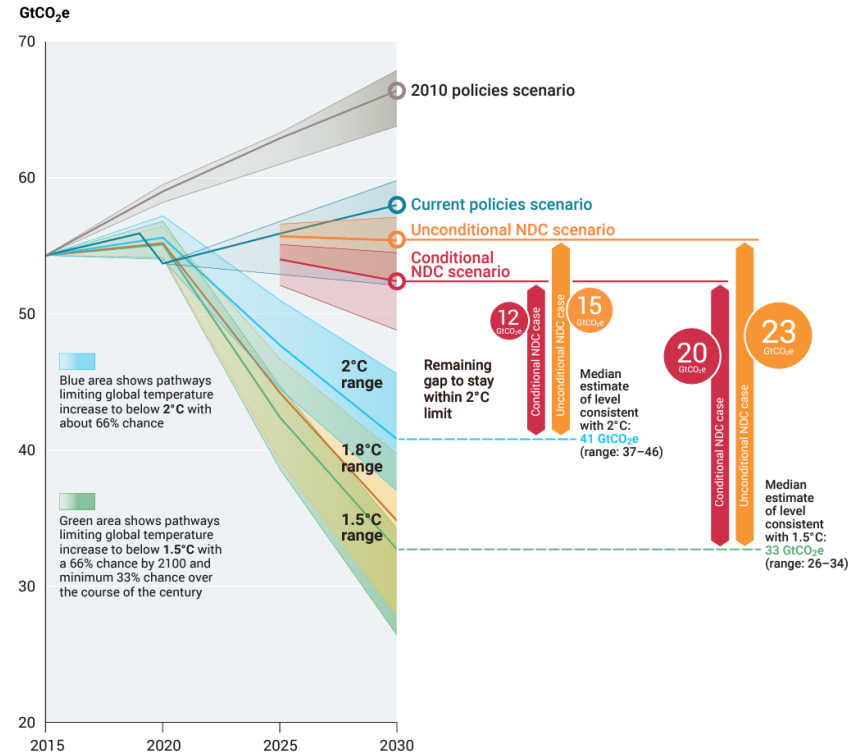 GtCO₂e
70
60
50
40
30
20
2015
2020
2025
2030
2010 policies scenario
Current policies scenario
Unconditional NDC scenario
Conditional
NDC scenario
Blue area shows pathways
limiting global temperature
increase to below 2°C with
about 66% chance
Green area shows pathways
limiting global temperature
increase to below 1.5°C with
a 66% chance by 2100 and
minimum 33% chance over
the course of the century
2°C
range
1.8°C
range
1.5°C
range
Remaining
gap to stay
within 2°C
limit
12
GtCO₂e
Conditional NDC case
Unconditional NDC case
15
GtCO₂e
Median
estimate
of level
consistent
with 2°C:
41 GtCO₂e
(range: 37–46)
20
GtCO₂e
Conditional NDC case
Unconditional NDC case
23
GtCO₂e
Median
estimate
of level
consistent
with 1.5°C:
33 GtCO₂e
(range: 26–34)